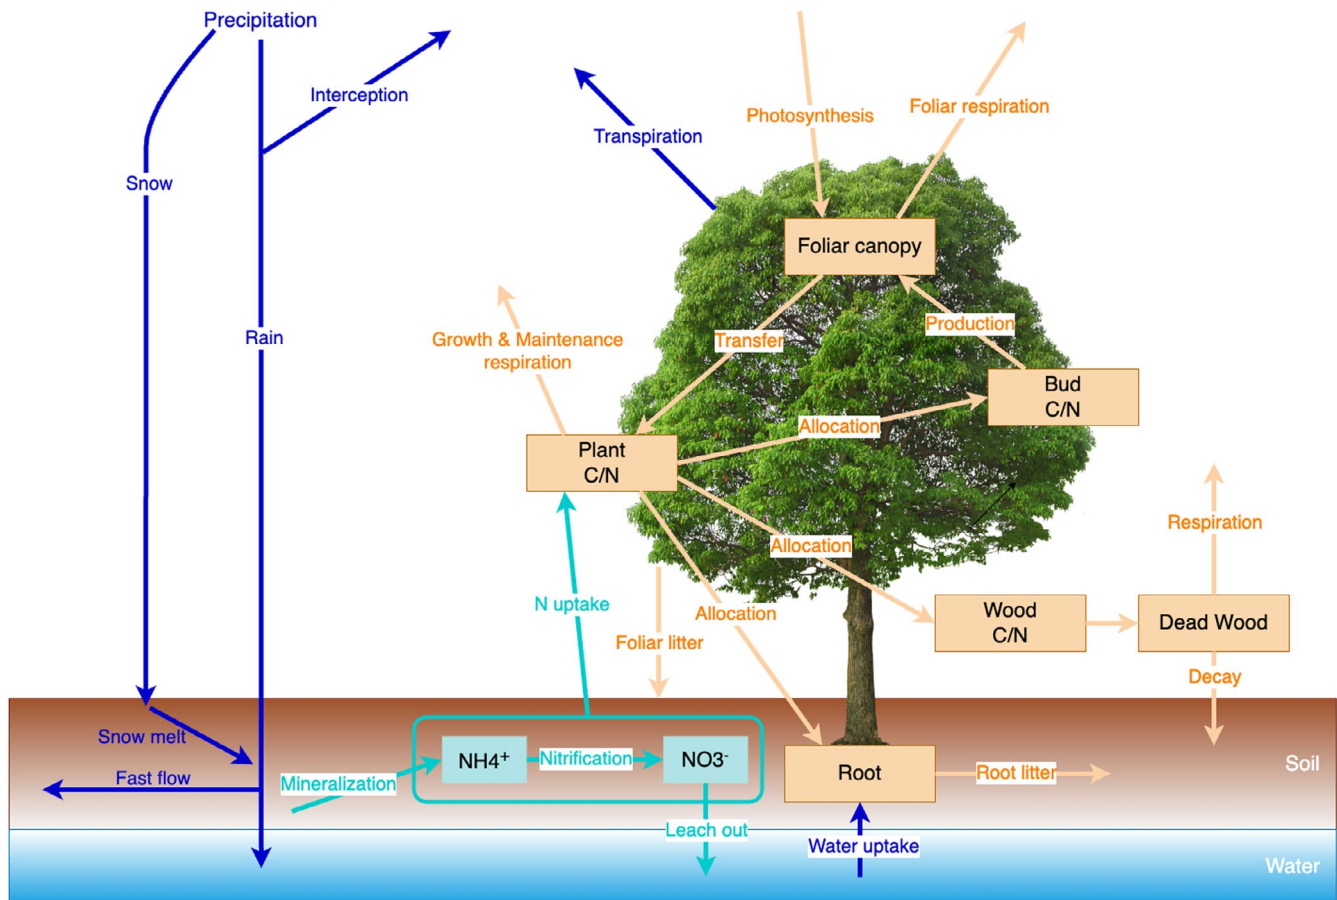 Precipitation
Interception
Transpiration
Photosynthesis
Foliar respiration
Snow
Foliar canopy
Rain
Growth & Maintenance
respiration
Transfer
Production
Bud
C/N
Allocation
Plant
C/N
Respiration
Allocation
N uptake
Allocation
Foliar litter
Wood
C/N
Dead Wood
Decay
Snow melt
Fast flow
Mineralization
NH4⁺
Nitrification
NO3⁻
Root
Root litter
Soil
Leach out
Water uptake
Water